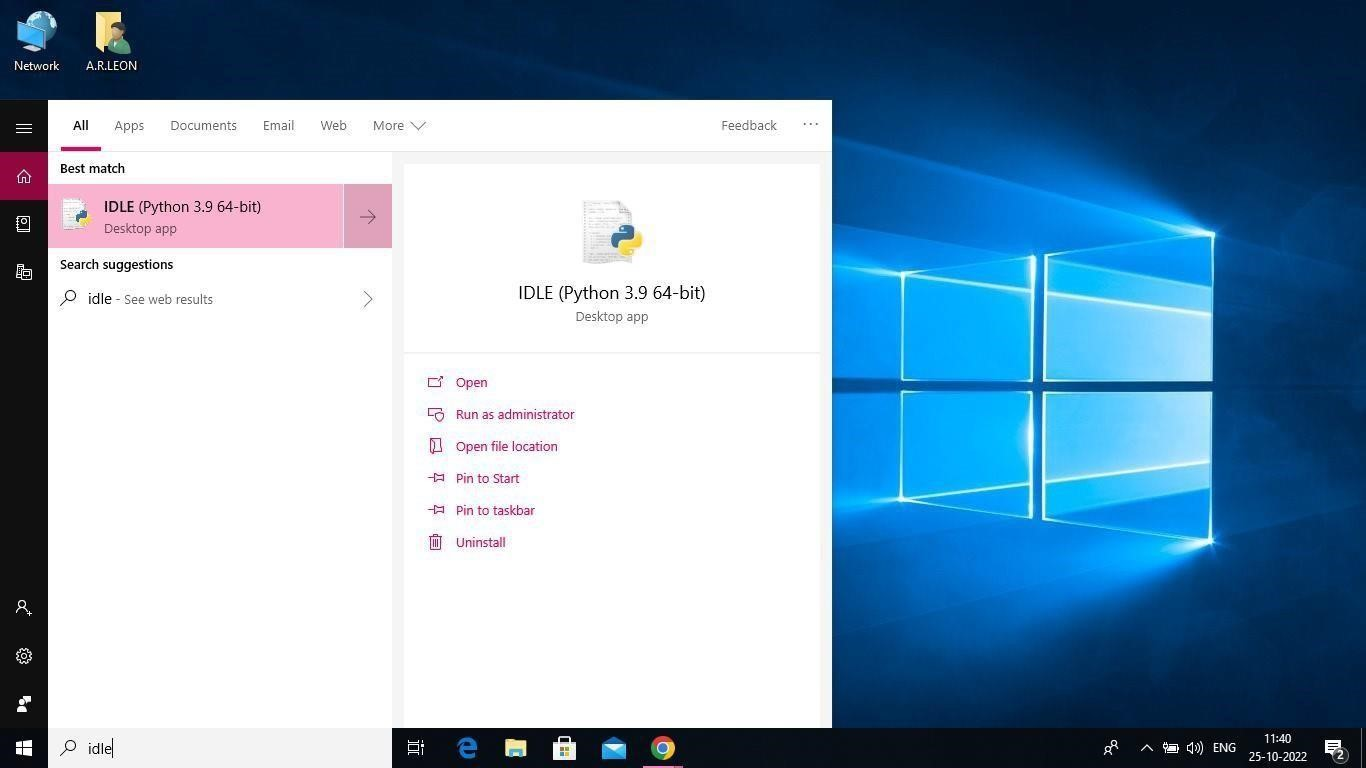 Network
A.R.LEON
All Apps Documents Email Web More Feedback ...
Best match
IDLE (Python 3.9 64-bit)
Desktop app
Search suggestions
idle - See web results
IDLE (Python 3.9 64-bit)
Desktop app
Open
Run as administrator
Open file location
Pin to Start
Pin to taskbar
Uninstall
idle
ENG
11:40
25-10-2022
2